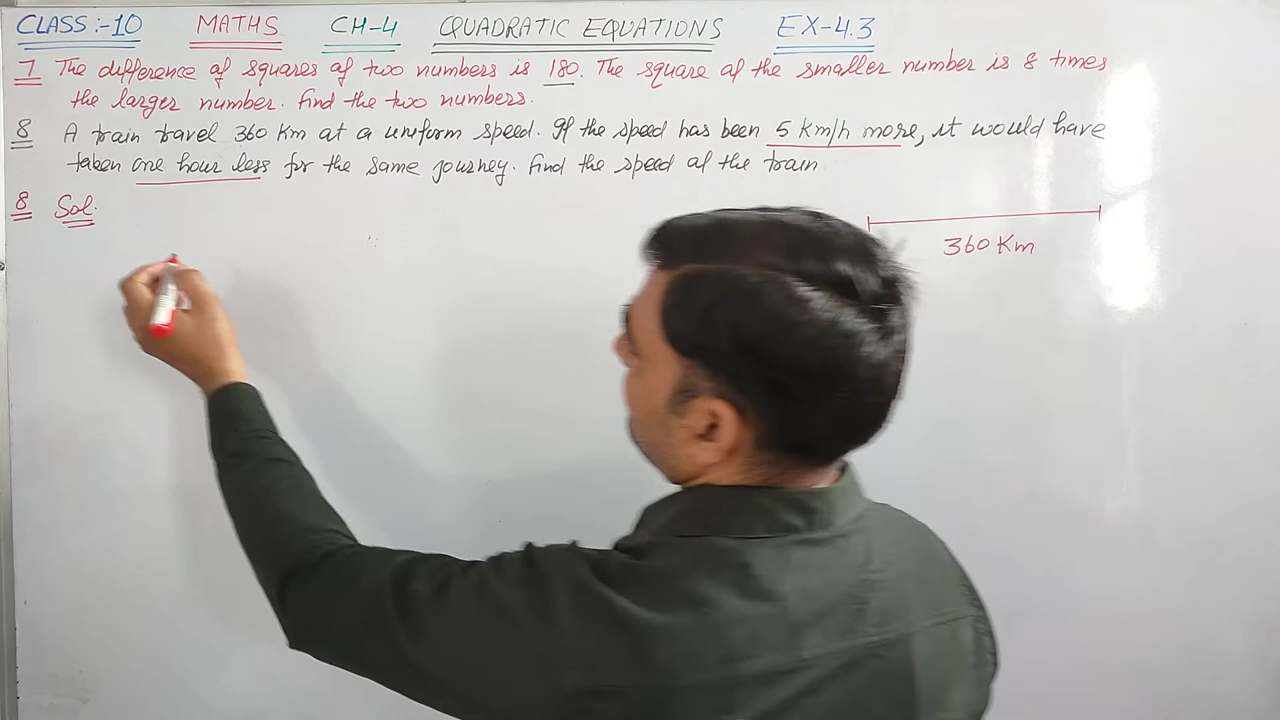 CLASS:-10 MATHS CH-4 QUADRATIC EQUATIONS EX-4.3
7 The difference of squares of two numbers is 180. The square of the smaller number is 8 times
the larger number. Find the two numbers.
8 A train travel 360 Km at a uniform speed. If the speed has been 5 km/h more, it would have
taken one hour less for the same journey. Find the speed of the train
8 Sol.
360 Km